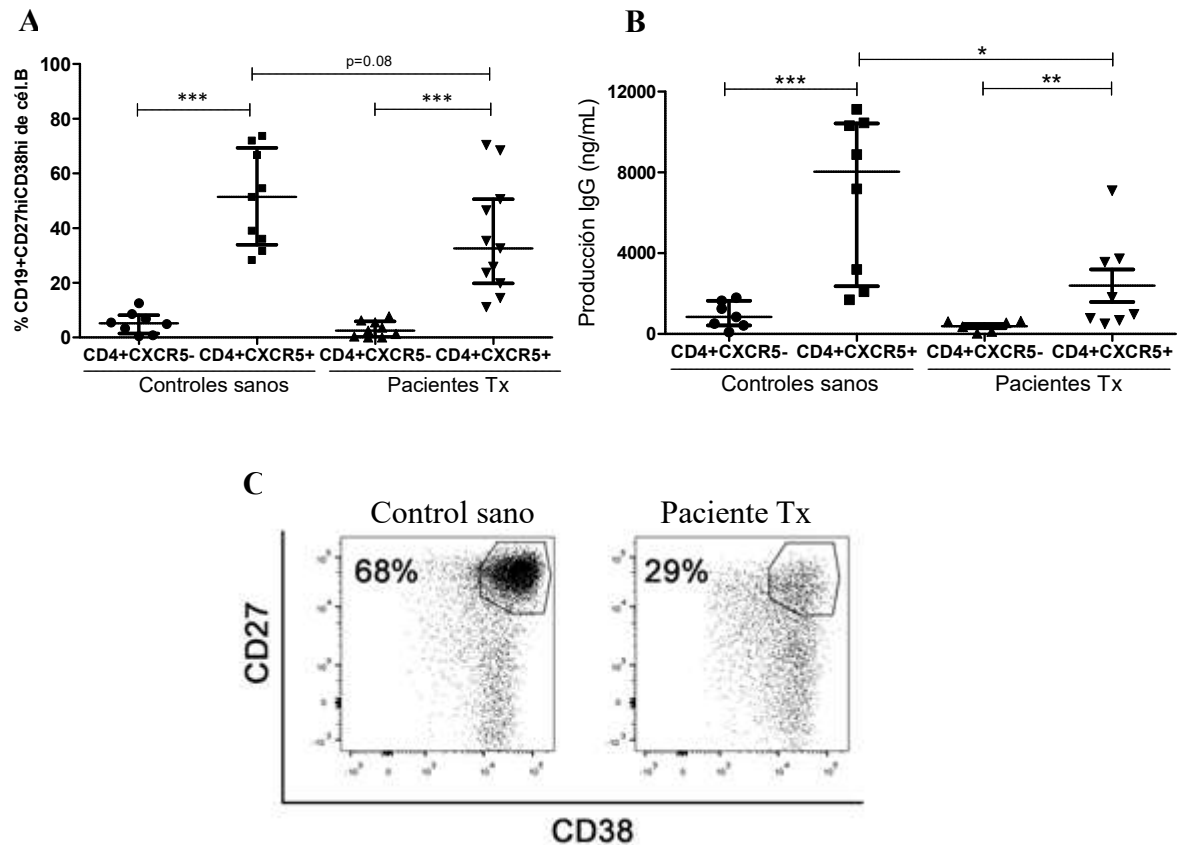 A
% CD19+CD27hiCD38hi de cél.B
100
80
60
40
20
0
***
p=0.08
***
CD4+CXCR5- CD4+CXCR5+ CD4+CXCR5- CD4+CXCR5+
Controles sanos Pacientes Tx
B
Producción IgG (ng/mL)
12000
8000
4000
0
***
*
**
CD4+CXCR5- CD4+CXCR5+ CD4+CXCR5- CD4+CXCR5+
Controles sanos Pacientes Tx
C
Control sano Paciente Tx
68% 29%
CD27
CD38